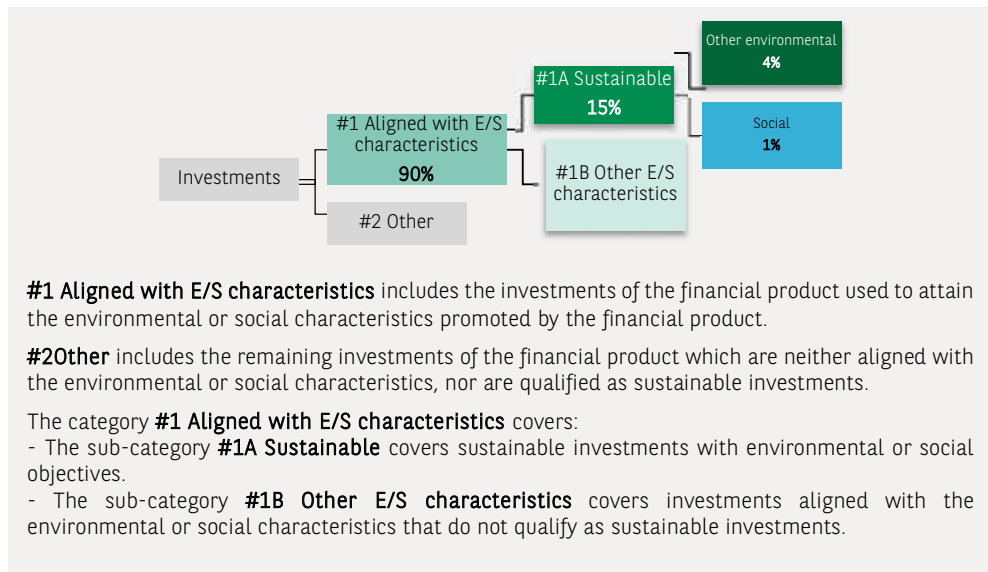 Other environmental
4%
#1A Sustainable
15%
Social
1%
#1 Aligned with E/S
characteristics
90%
#1B Other E/S
characteristics
Investments
#2 Other
#1 Aligned with E/S characteristics includes the investments of the financial product used to attain
the environmental or social characteristics promoted by the financial product.
#2Other includes the remaining investments of the financial product which are neither aligned with
the environmental or social characteristics, nor are qualified as sustainable investments.
The category #1 Aligned with E/S characteristics covers:
- The sub-category #1A Sustainable covers sustainable investments with environmental or social
objectives.
- The sub-category #1B Other E/S characteristics covers investments aligned with the
environmental or social characteristics that do not qualify as sustainable investments.